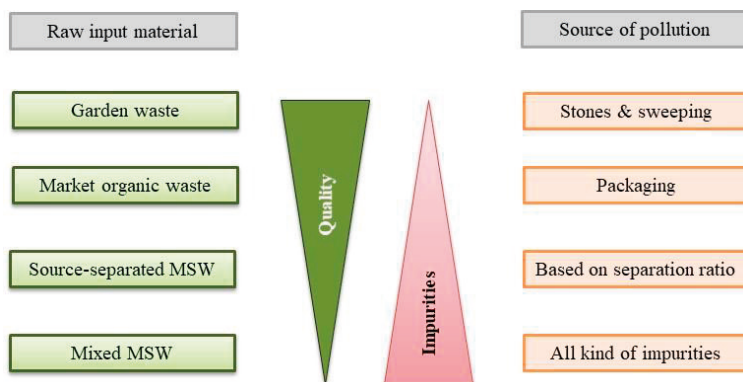 Raw input material
Source of pollution
Garden waste
Stones & sweeping
Market organic waste
Packaging
Quality
Source-separated MSW
Based on separation ratio
Impurities
Mixed MSW
All kind of impurities